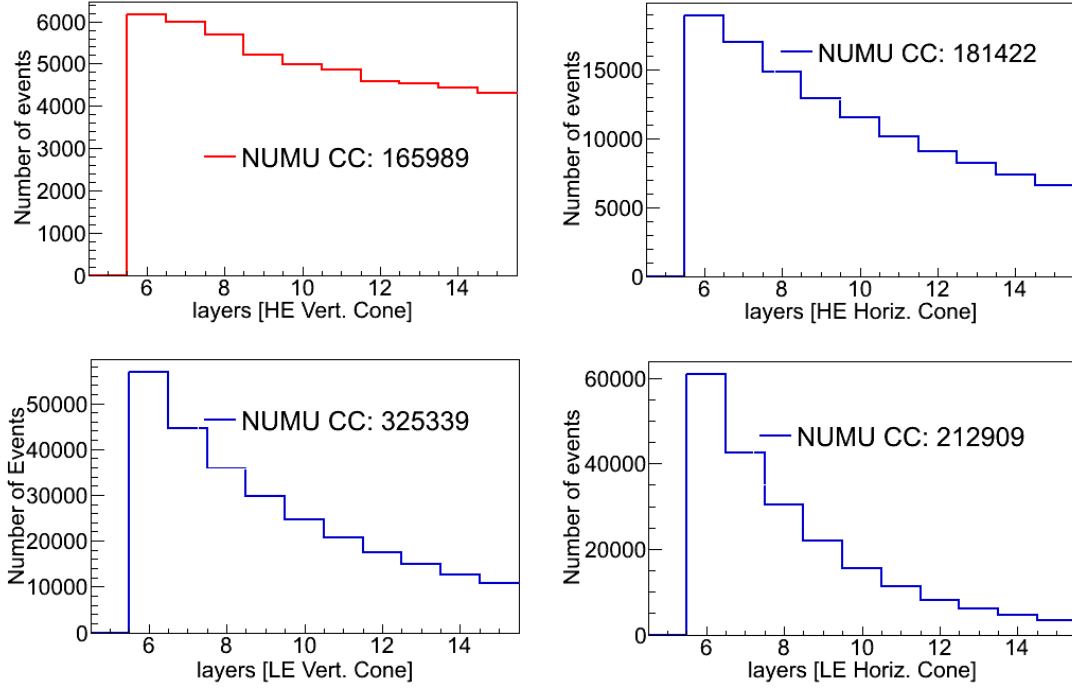 Number of events
6000
5000
4000
3000
2000
1000
0
NUMU CC: 165989
6 8 10 12 14
layers [HE Vert. Cone]
Number of events
15000
10000
5000
0
NUMU CC: 181422
6 8 10 12 14
layers [HE Horiz. Cone]
Number of Events
50000
40000
30000
20000
10000
0
NUMU CC: 325339
6 8 10 12 14
layers [LE Vert. Cone]
Number of events
60000
40000
20000
0
NUMU CC: 212909
6 8 10 12 14
layers [LE Horiz. Cone]